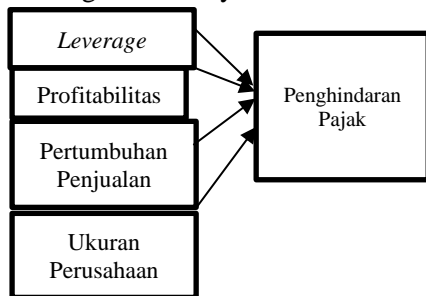 Leverage
Profitabilitas
Pertumbuhan
Penjualan
Ukuran
Perusahaan
Penghindaran
Pajak